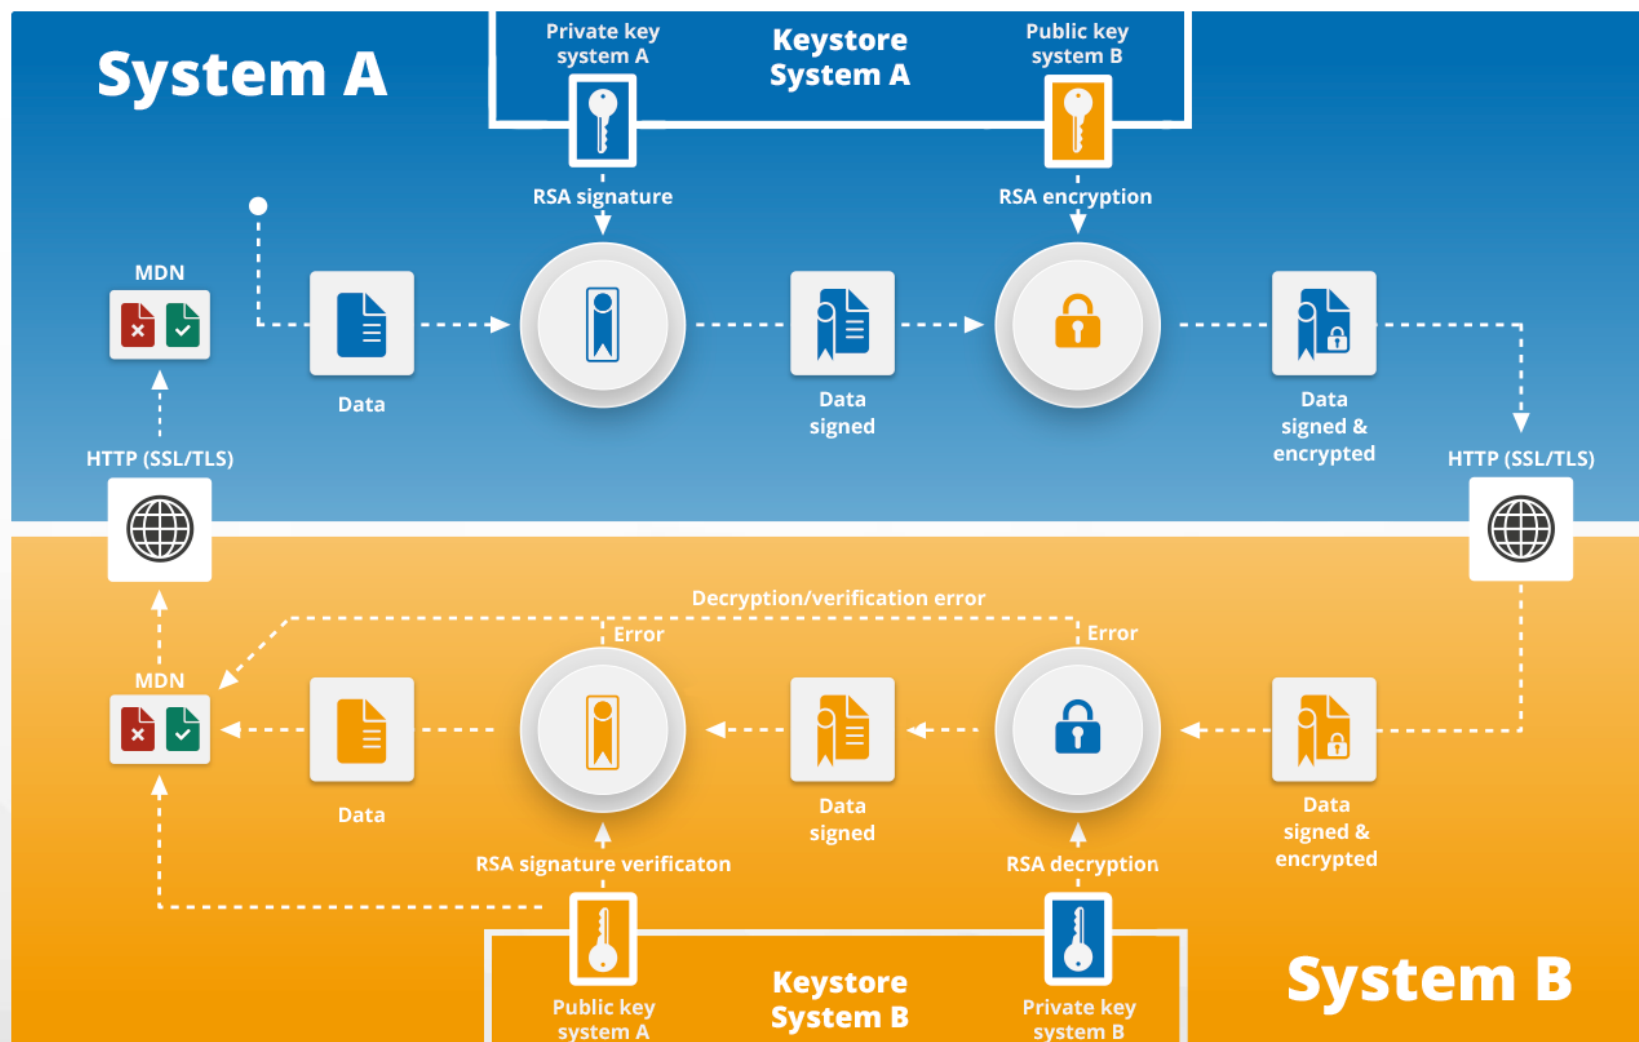 System A
Private key
system A
Keystore
System A
Public key
system B
RSA signature
RSA encryption
MDN
Data
Data
signed
Data
signed &
encrypted
HTTP (SSL/TLS)
HTTP (SSL/TLS)
Decryption/verification error
Error
Error
MDN
Data
Data
signed
Data
signed &
encrypted
RSA signature verificaton
RSA decryption
Public key
system A
Keystore
System B
Private key
system B
System B